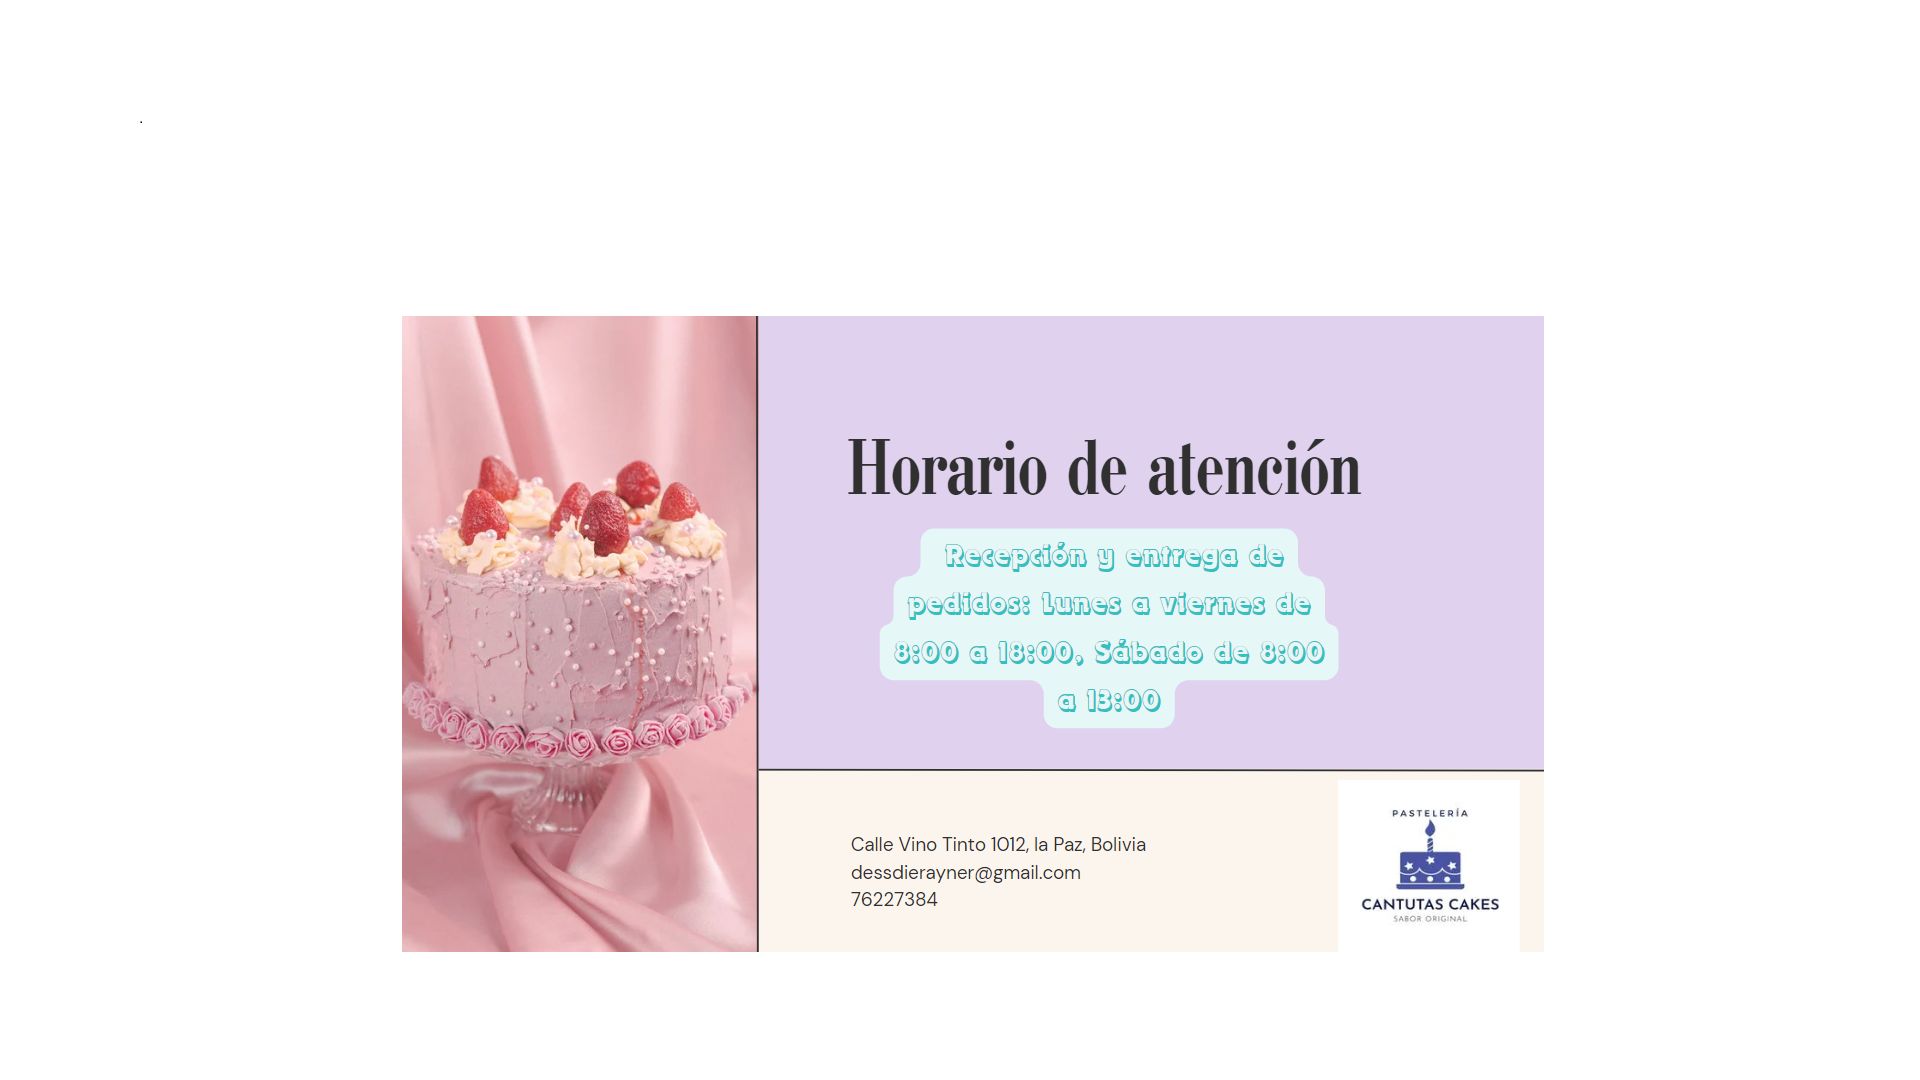 .
Horario de atención
Recepción y entrega de
pedidos: Lunes a viernes de
8:00 a 18:00, Sábado de 8:00
a 13:00
Calle Vino Tinto 1012, la Paz, Bolivia
dessdierayner@gmail.com
76227384
PASTELERÍA
CANTUTAS CAKES
SABOR ORIGINAL